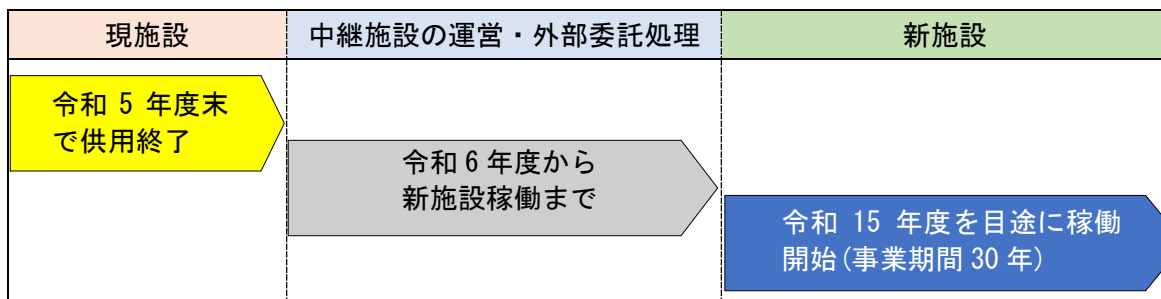 現施設
中継施設の運営・外部委託処理
新施設
令和 5 年度末
で供用終了
令和 6 年度から
新施設稼働まで
令和 15 年度を目途に稼働
開始(事業期間 30 年)